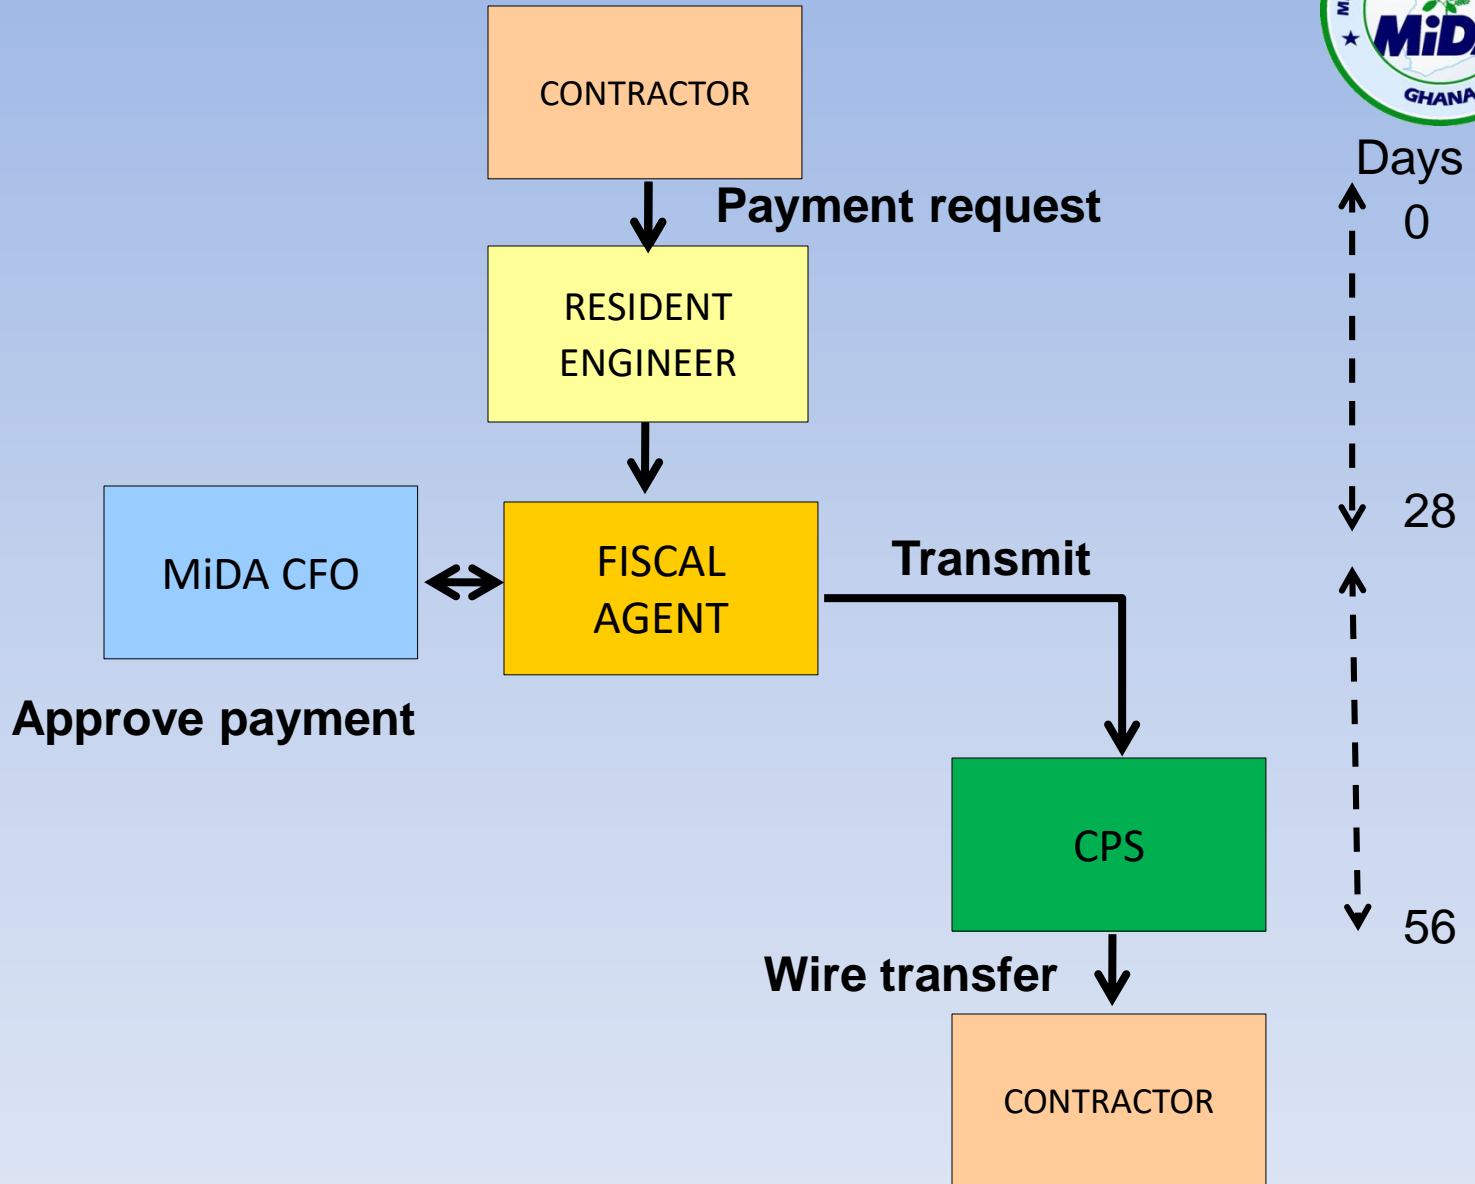 CONTRACTOR
GHANA
Days
Payment request
0
RESIDENT
ENGINEER
28
MiDA CFO
FISCAL
AGENT
Transmit
Approve payment
CPS
56
Wire transfer
CONTRACTOR